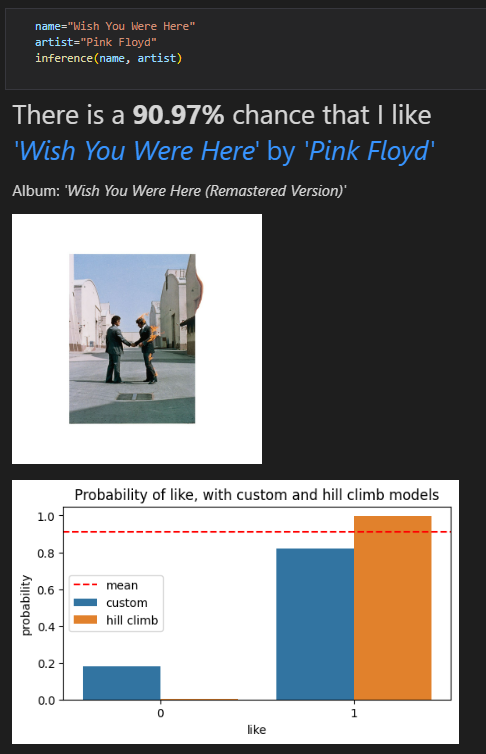 name="Wish You Were Here"
artist="Pink Floyd"
inference(name, artist)
There is a 90.97% chance that I like
'Wish You Were Here' by 'Pink Floyd'
Album: 'Wish You Were Here (Remastered Version)'
Probability of like, with custom and hill climb models
1.0
0.8
0.6
0.4
0.2
0.0
probability
mean
custom
hill climb
0 1
like